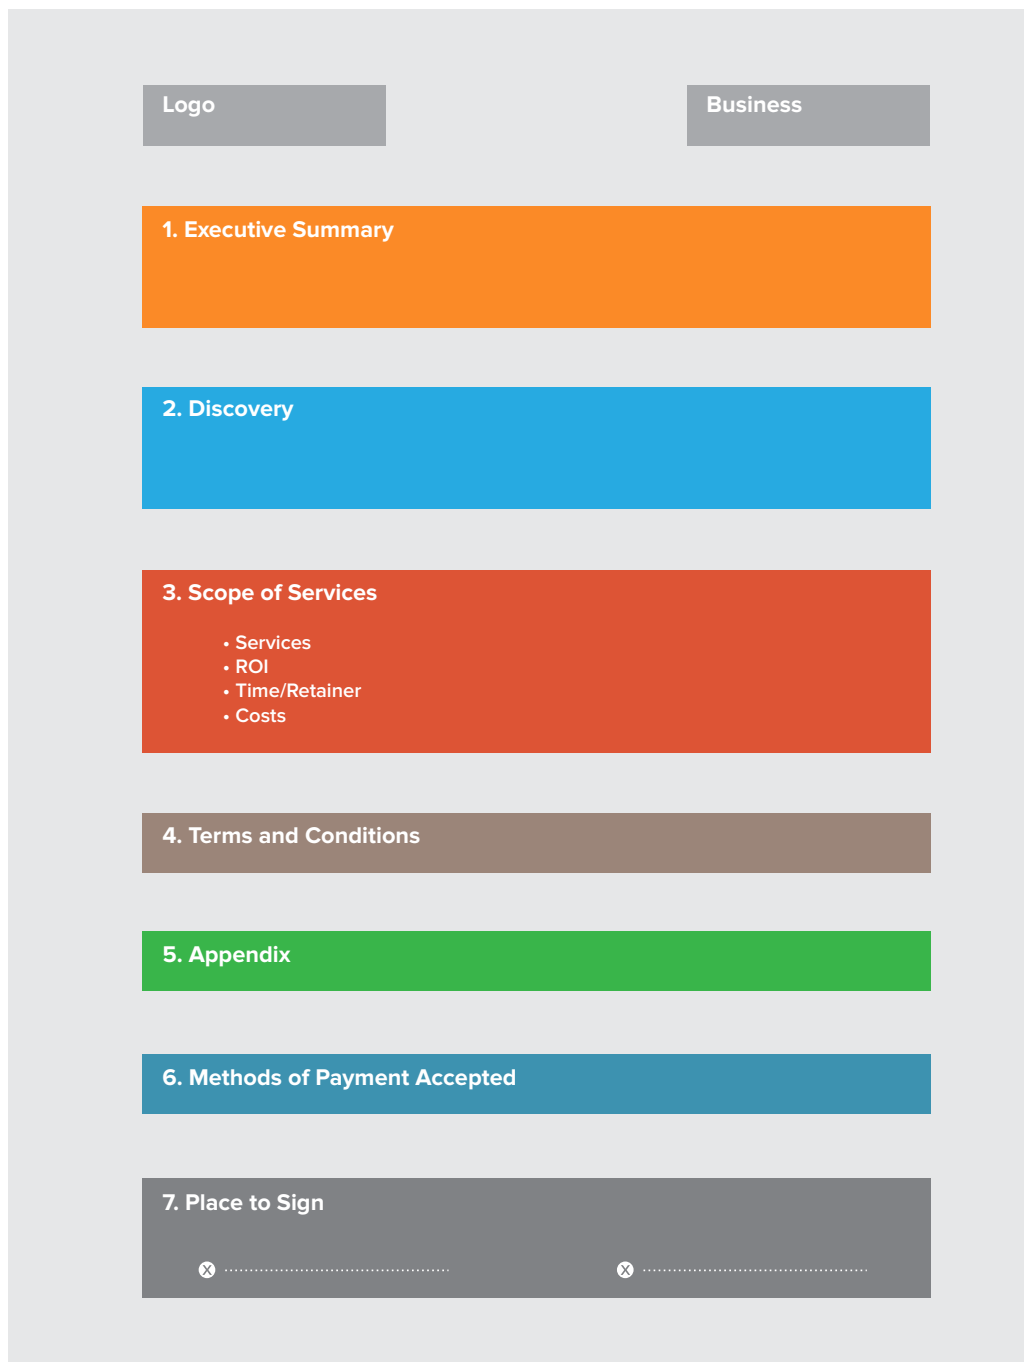 Logo
Business
1. Executive Summary
2. Discovery
3. Scope of Services
• Services
• ROI
• Time/Retainer
• Costs
4. Terms and Conditions
5. Appendix
6. Methods of Payment Accepted
7. Place to Sign
X ............................................. X .............................................